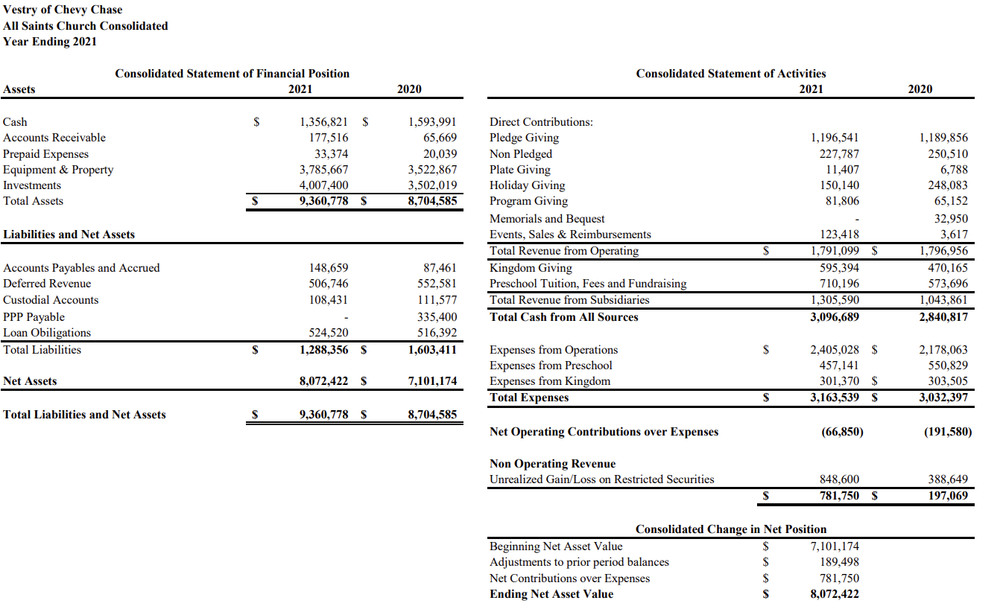 Vestry of Chevy Chase
All Saints Church Consolidated
Year Ending 2021
Consolidated Statement of Financial Position
Assets 2021 2020
Cash $ 1,356,821 $ 1,593,991
Accounts Receivable 177,516 65,669
Prepaid Expenses 33,374 20,039
Equipment & Property 3,785,667 3,522,867
Investments 4,007,400 3,502,019
Total Assets $ 9,360,778 $ 8,704,585
Liabilities and Net Assets
Accounts Payables and Accrued 148,659 87,461
Deferred Revenue 506,746 552,581
Custodial Accounts 108,431 111,577
PPP Payable - 335,400
Loan Obiligations 524,520 516,392
Total Liabilities $ 1,288,356 $ 1,603,411
Net Assets 8,072,422 $ 7,101,174
Total Liabilities and Net Assets $ 9,360,778 $ 8,704,585
Consolidated Statement of Activities
2021 2020
Direct Contributions:
Pledge Giving 1,196,541 1,189,856
Non Pledged 227,787 250,510
Plate Giving 11,407 6,788
Holiday Giving 150,140 248,083
Program Giving 81,806 65,152
Memorials and Bequest - 32,950
Events, Sales & Reimbursements 123,418 3,617
Total Revenue from Operating $ 1,791,099 $ 1,796,956
Kingdom Giving 595,394 470,165
Preschool Tuition, Fees and Fundraising 710,196 573,696
Total Revenue from Subsidiaries 1,305,590 1,043,861
Total Cash from All Sources 3,096,689 2,840,817
Expenses from Operations $ 2,405,028 $ 2,178,063
Expenses from Preschool 457,141 550,829
Expenses from Kingdom 301,370 $ 303,505
Total Expenses $ 3,163,539 $ 3,032,397
Net Operating Contributions over Expenses (66,850) (191,580)
Non Operating Revenue
Unrealized Gain/Loss on Restricted Securities 848,600 388,649
$ 781,750 $ 197,069
Consolidated Change in Net Position
Beginning Net Asset Value $ 7,101,174
Adjustments to prior period balances $ 189,498
Net Contributions over Expenses $ 781,750
Ending Net Asset Value $ 8,072,422